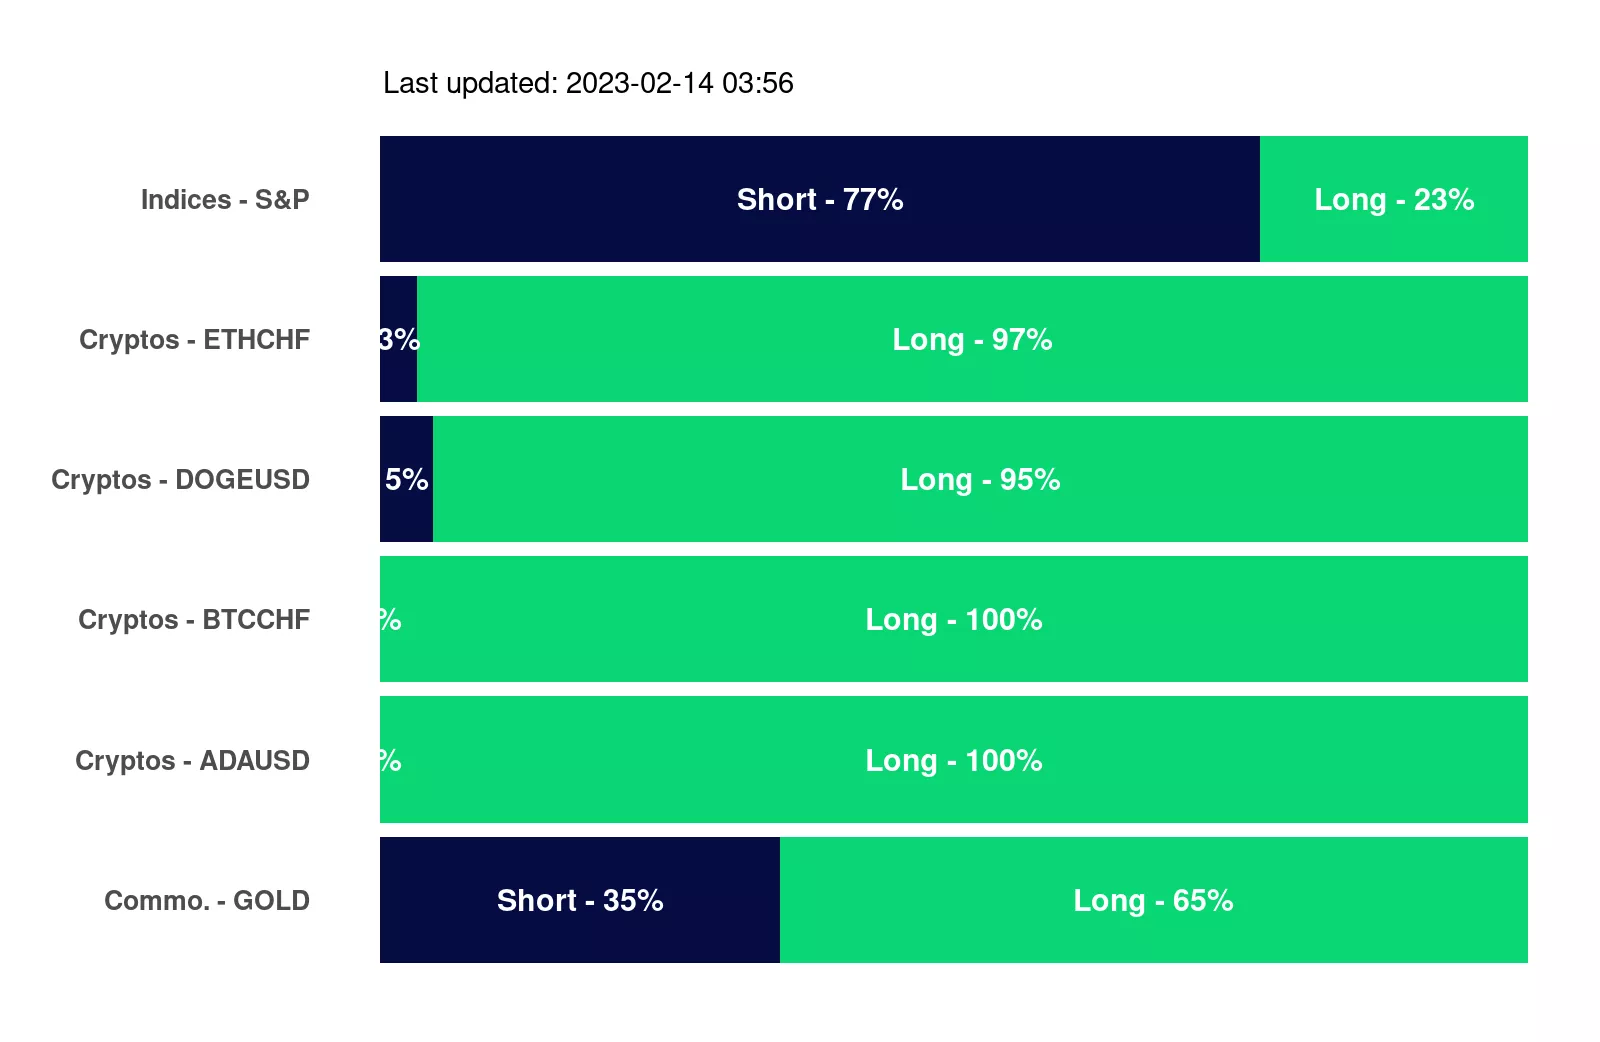 Last updated: 2023-02-14 03:56
Indices - S&P Short - 77% Long - 23%
Cryptos - ETHCHF 3% Long - 97%
Cryptos - DOGEUSD 5% Long - 95%
Cryptos - BTCCHF % Long - 100%
Cryptos - ADAUSD % Long - 100%
Commo. - GOLD Short - 35% Long - 65%